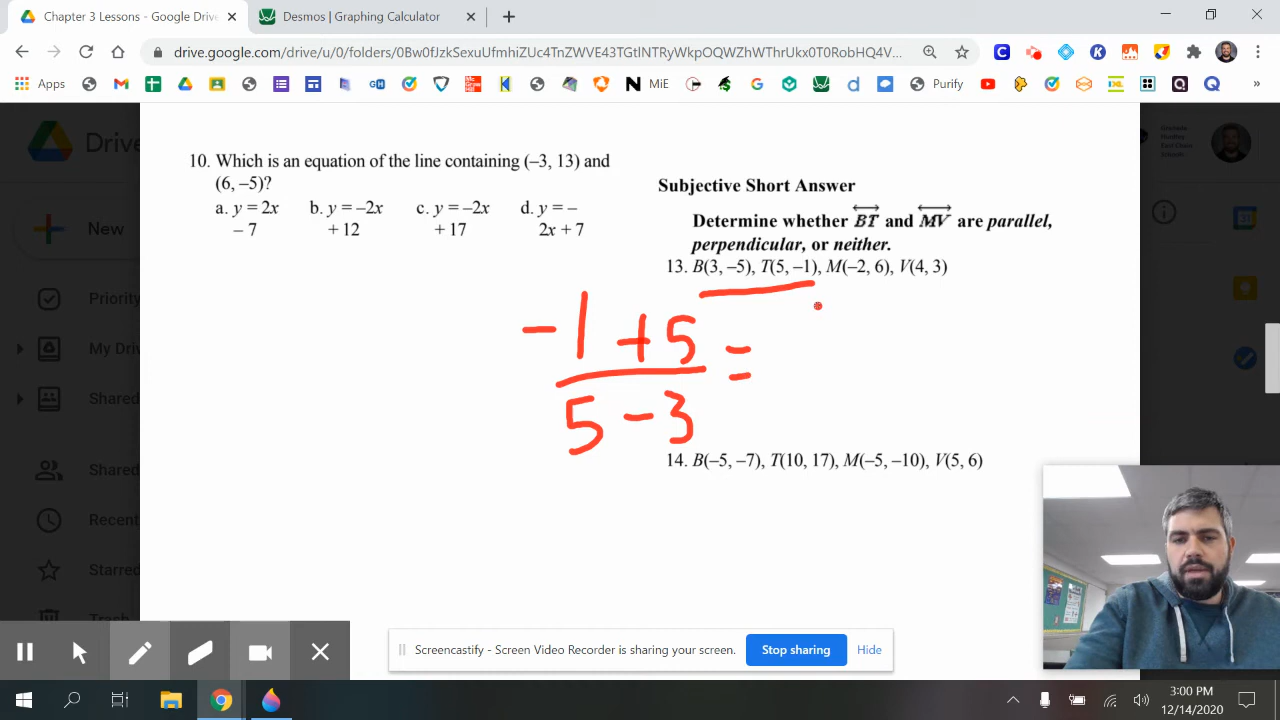 Chapter 3 Lessons - Google Drive
Desmos | Graphing Calculator
drive.google.com/drive/u/0/folders/0Bw0fJzkSexuUfmhiZUc4TnZWVE43TGtlNTRyWkpOQWZhWThrUkx0T0RobHQ4V...
Apps
MiE
Purify
Drive
New
Priority
My Driv
Shared
Shared
Recent
Starred
Trash
10. Which is an equation of the line containing (–3, 13) and
(6, –5)?
a. y = 2x b. y = –2x c. y = –2x d. y = –
– 7 + 12 + 17 2x + 7
Subjective Short Answer
Determine whether BT and MV are parallel,
perpendicular, or neither.
13. B(3, –5), T(5, –1), M(–2, 6), V(4, 3)
-1 + 5 =
5 - 3
14. B(–5, –7), T(10, 17), M(–5, –10), V(5, 6)
Screencastify - Screen Video Recorder is sharing your screen.
Stop sharing
Hide
3:00 PM
12/14/2020